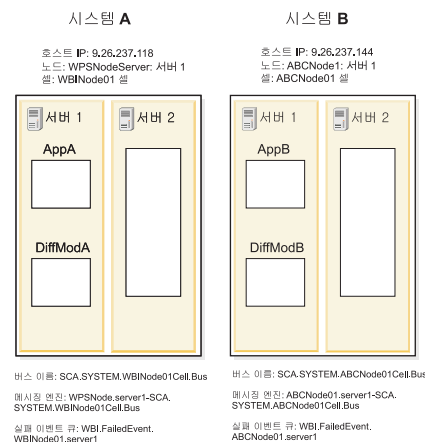 시스템 A
호스트 IP: 9.26.237.118
노드: WPSNodeServer: 서버 1
셀: WBINode01 셀
서버 1
서버 2
AppA
DiffModA
버스 이름: SCA.SYSTEM.WBINode01Cell.Bus
메시징 엔진: WPSNode.server1-SCA.
SYSTEM.WBINode01Cell.Bus
실패 이벤트 큐: WBI.FailedEvent.
WBINode01.server1
시스템 B
호스트 IP: 9.26.237.144
노드: ABCNode1: 서버 1
셀: ABCNode01 셀
서버 1
서버 2
AppB
DiffModB
버스 이름: SCA.SYSTEM.ABCNode01Cell.Bus
메시징 엔진: ABCNode01.server1-SCA.
SYSTEM.ABCNode01Cell.Bus
실패 이벤트 큐: WBI.FailedEvent.
ABCNode01.server1